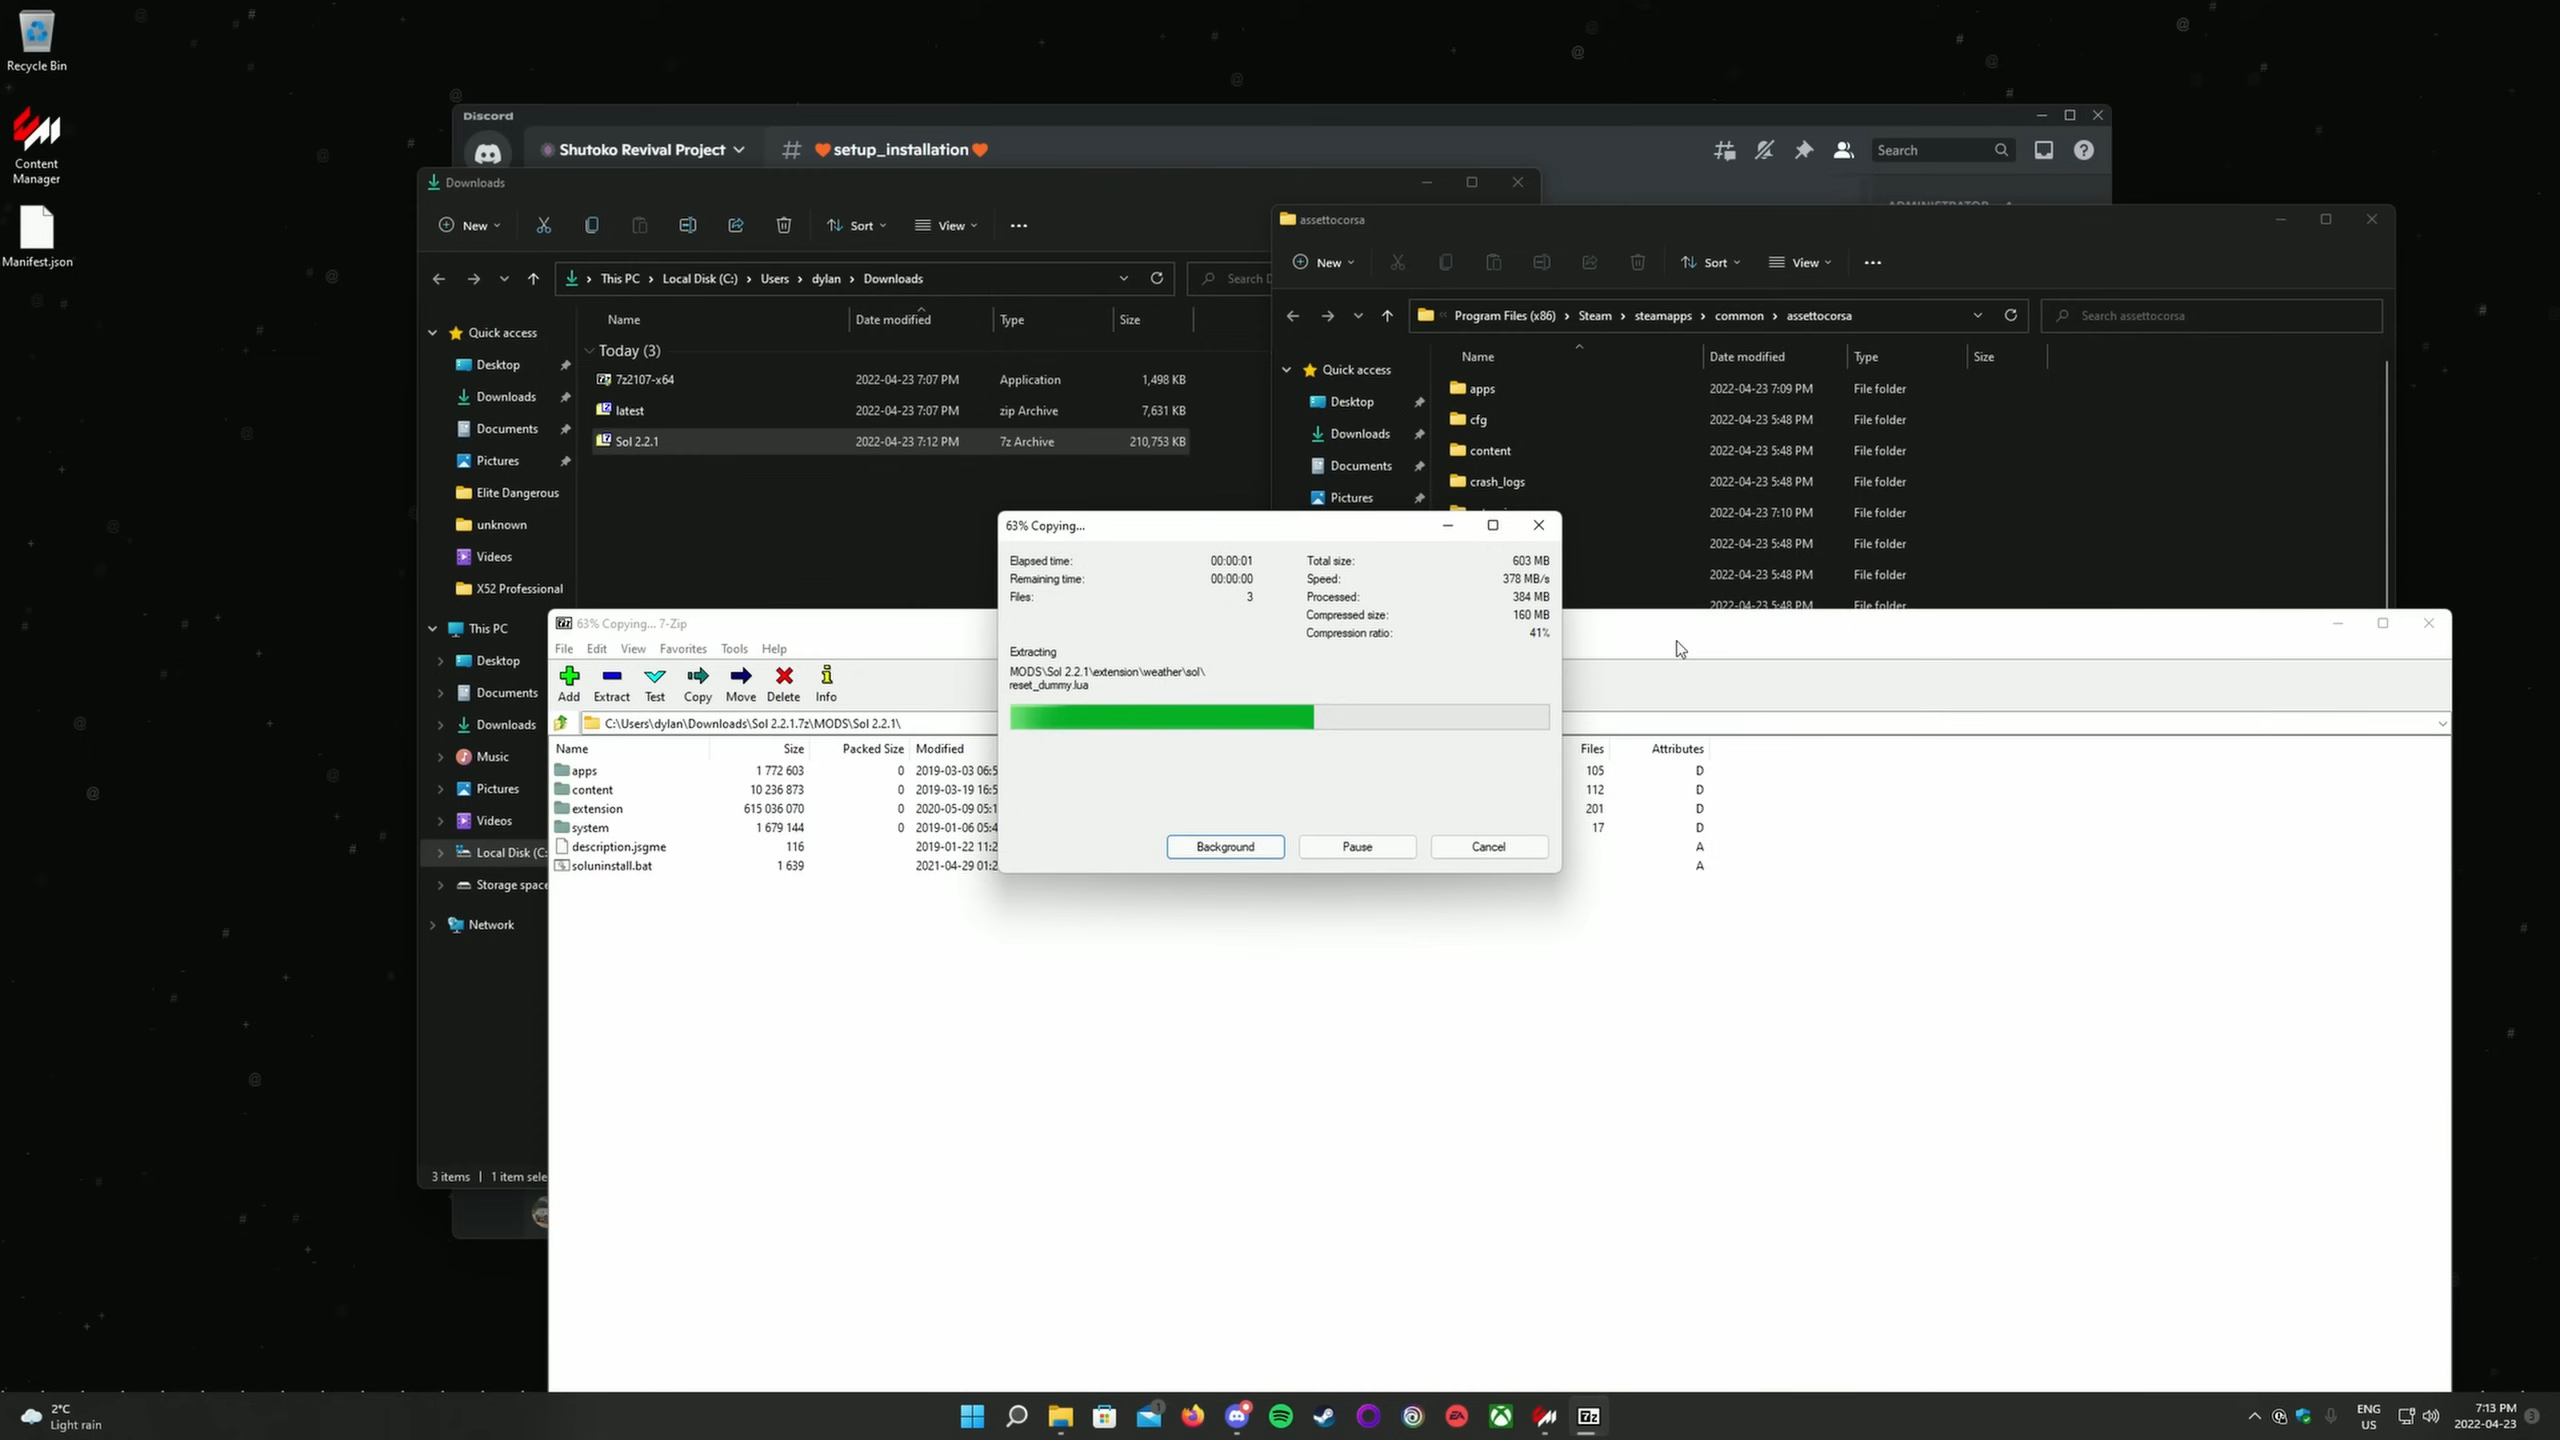 Recycle Bin
Content
Manager
Manifest.json
Discord
Shutoko Revival Project
setup_installation
Search
Downloads
New
Sort
View
This PC > Local Disk (C:) > Users > dylan > Downloads
Name
Date modified
Type
Size
Today (3)
7z2107-x64
2022-04-23 7:07 PM
Application
1,498 KB
latest
2022-04-23 7:07 PM
zip Archive
7,631 KB
Sol 2.2.1
2022-04-23 7:12 PM
7z Archive
210,753 KB
Quick access
Desktop
Downloads
Documents
Pictures
Elite Dangerous
unknown
Videos
X52 Professional
This PC
Desktop
Documents
Downloads
Music
Pictures
Videos
Local Disk (C:
Storage space
Network
3 items
1 item sele
assettocorsa
New
Sort
View
Program Files (x86) > Steam > steamapps > common > assettocorsa
Search assettocorsa
Name
Date modified
Type
Size
Quick access
Desktop
Downloads
Documents
Pictures
apps
2022-04-23 7:09 PM
File folder
cfg
2022-04-23 5:48 PM
File folder
content
2022-04-23 5:48 PM
File folder
crash_logs
2022-04-23 5:48 PM
File folder
2022-04-23 7:10 PM
File folder
2022-04-23 5:48 PM
File folder
2022-04-23 5:48 PM
File folder
2022-04-23 5:48 PM
File folder
63% Copying...
Elapsed time:
00:00:01
Remaining time:
00:00:00
Files:
3
Total size:
603 MB
Speed:
378 MB/s
Processed:
384 MB
Compressed size:
160 MB
Compression ratio:
41%
Extracting
MODS\Sol 2.2.1\extension\weather\sol\
reset_dummy.lua
Background
Pause
Cancel
63% Copying... 7-Zip
File Edit View Favorites Tools Help
Add Extract Test Copy Move Delete Info
C:\Users\dylan\Downloads\Sol 2.2.1.7z\MODS\Sol 2.2.1\
Name Size Packed Size Modified Files Attributes
apps 1 772 603 0 2019-03-03 06:5 105 D
content 10 236 873 0 2019-03-19 16:5 112 D
extension 615 036 070 0 2020-05-09 05:1 201 D
system 1 679 144 0 2019-01-06 05:4 17 D
description.jsgme 116 2019-01-22 11:2 A
soluninstall.bat 1 639 2021-04-29 01:2 A
2°C
Light rain
ENG
US
7:13 PM
2022-04-23
3